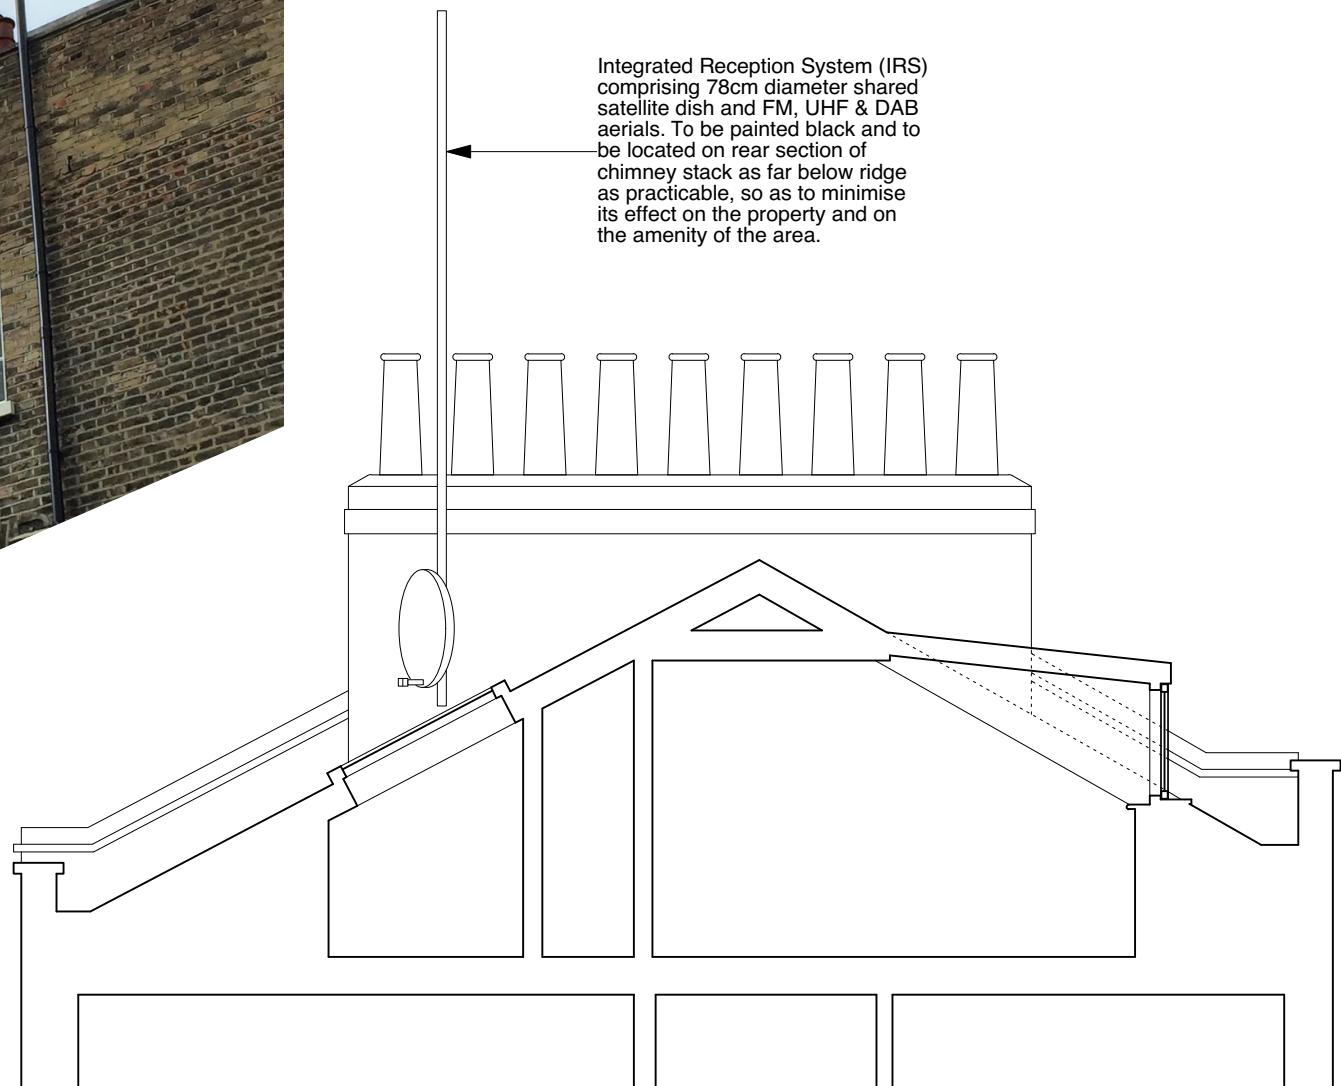 Integrated Reception System (IRS)
comprising 78cm diameter shared
satellite dish and FM, UHF & DAB
aerials. To be painted black and to
be located on rear section of
chimney stack as far below ridge
as practicable, so as to minimise
its effect on the property and on
the amenity of the area.